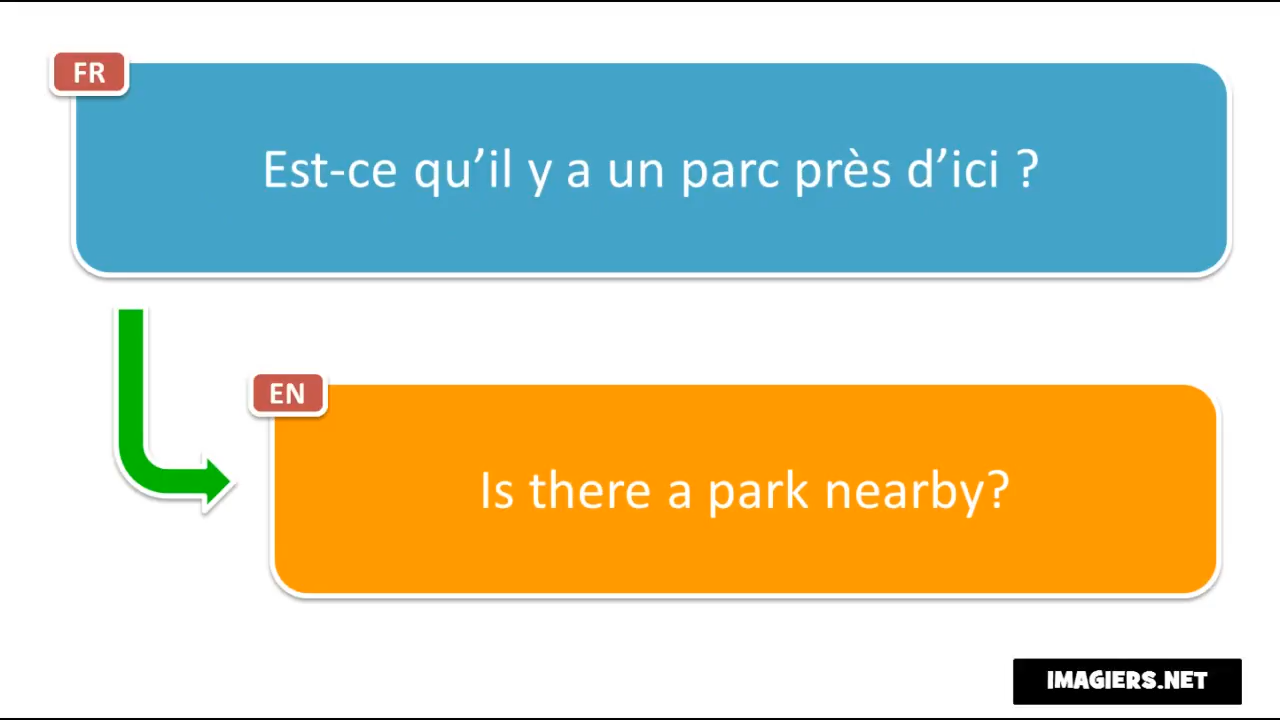 FR
Est-ce qu’il y a un parc près d’ici ?
EN
Is there a park nearby?
IMAGIERS.NET